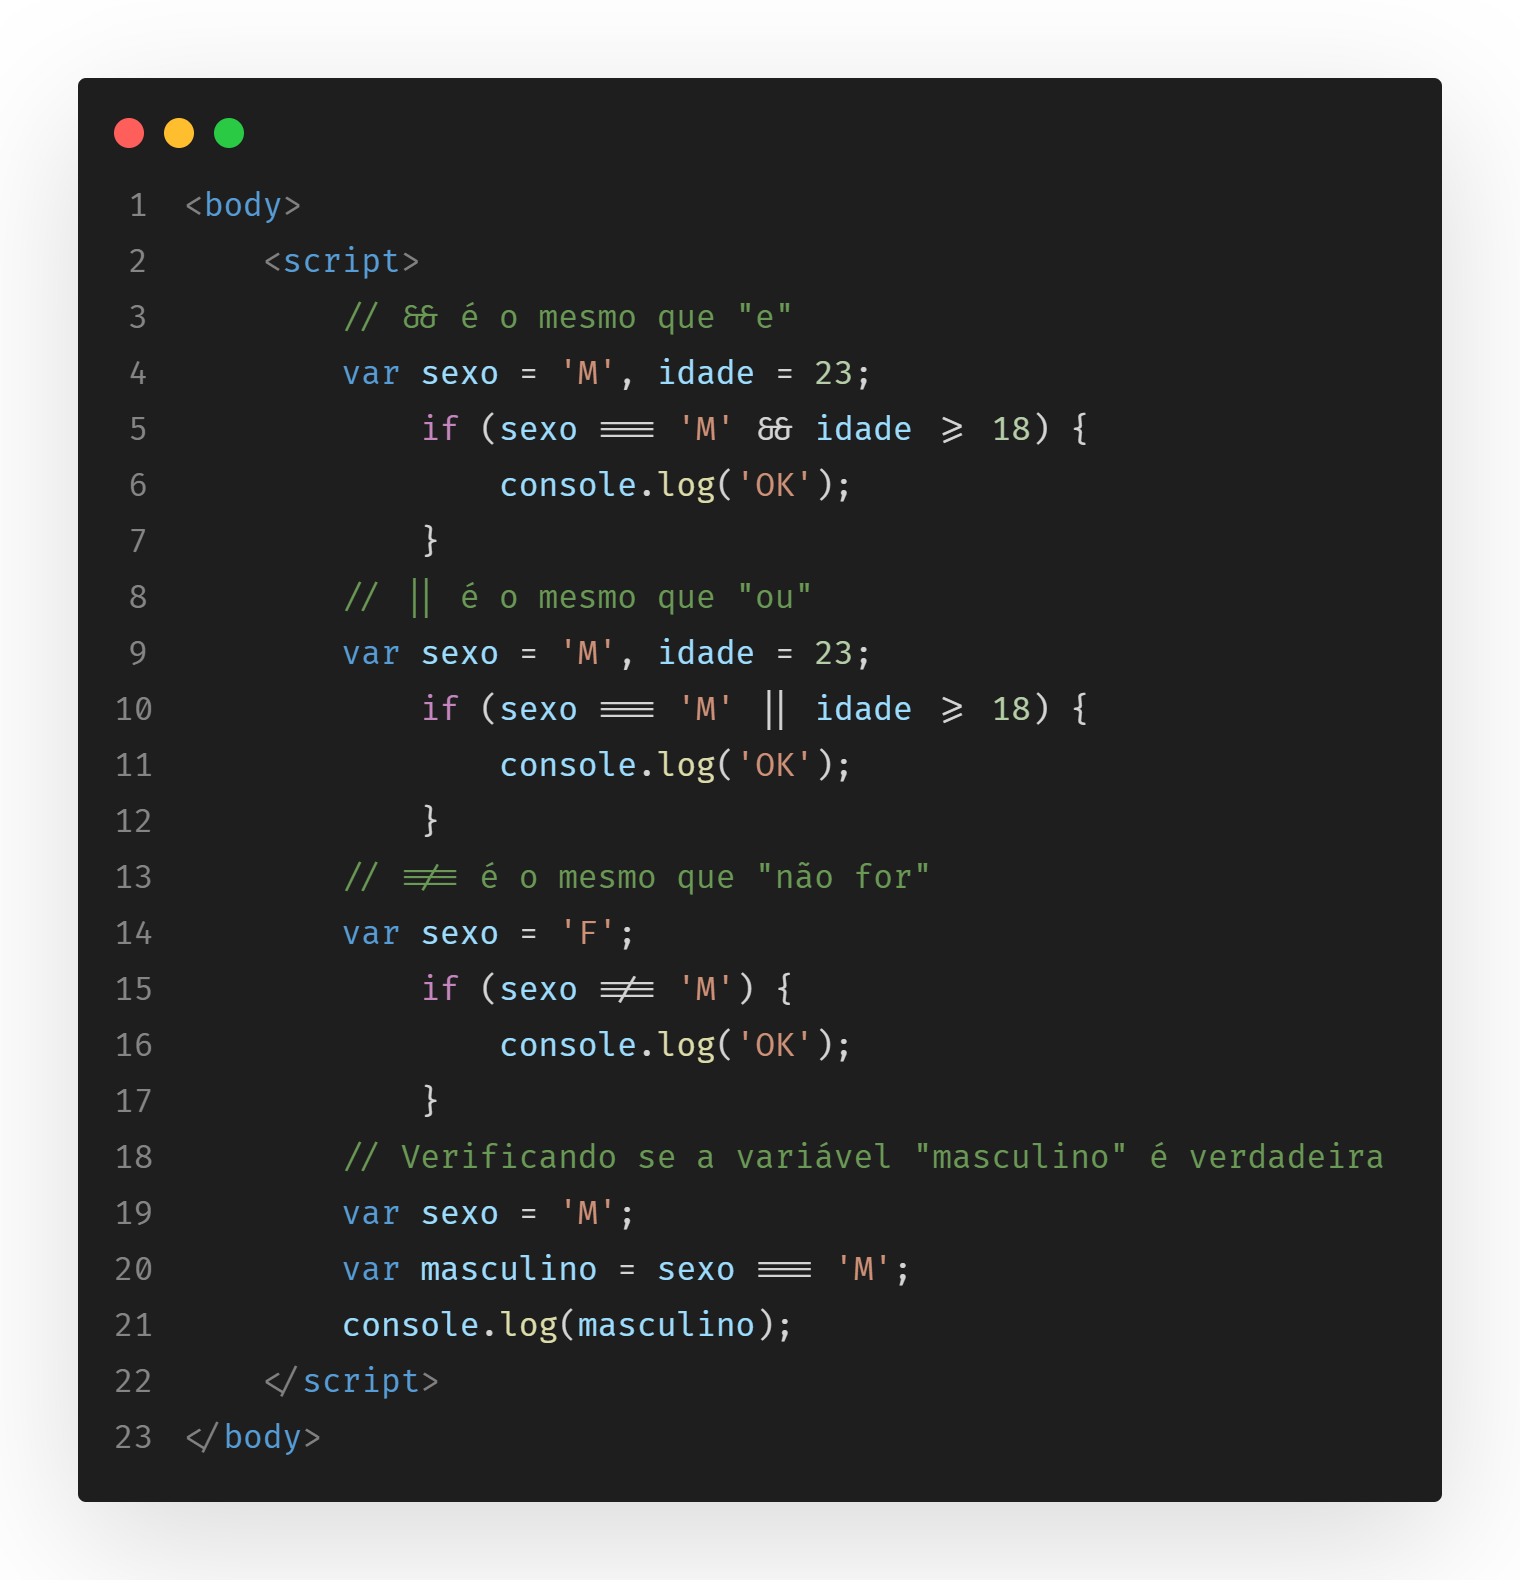 1 <body>
2     <script>
3         // && é o mesmo que "e"
4         var sexo = 'M', idade = 23;
5             if (sexo === 'M' && idade >= 18) {
6                 console.log('OK');
7             }
8         // || é o mesmo que "ou"
9         var sexo = 'M', idade = 23;
10             if (sexo === 'M' || idade >= 18) {
11                 console.log('OK');
12             }
13         // !== é o mesmo que "não for"
14         var sexo = 'F';
15             if (sexo !== 'M') {
16                 console.log('OK');
17             }
18         // Verificando se a variável "masculino" é verdadeira
19         var sexo = 'M';
20         var masculino = sexo === 'M';
21         console.log(masculino);
22     </script>
23 </body>